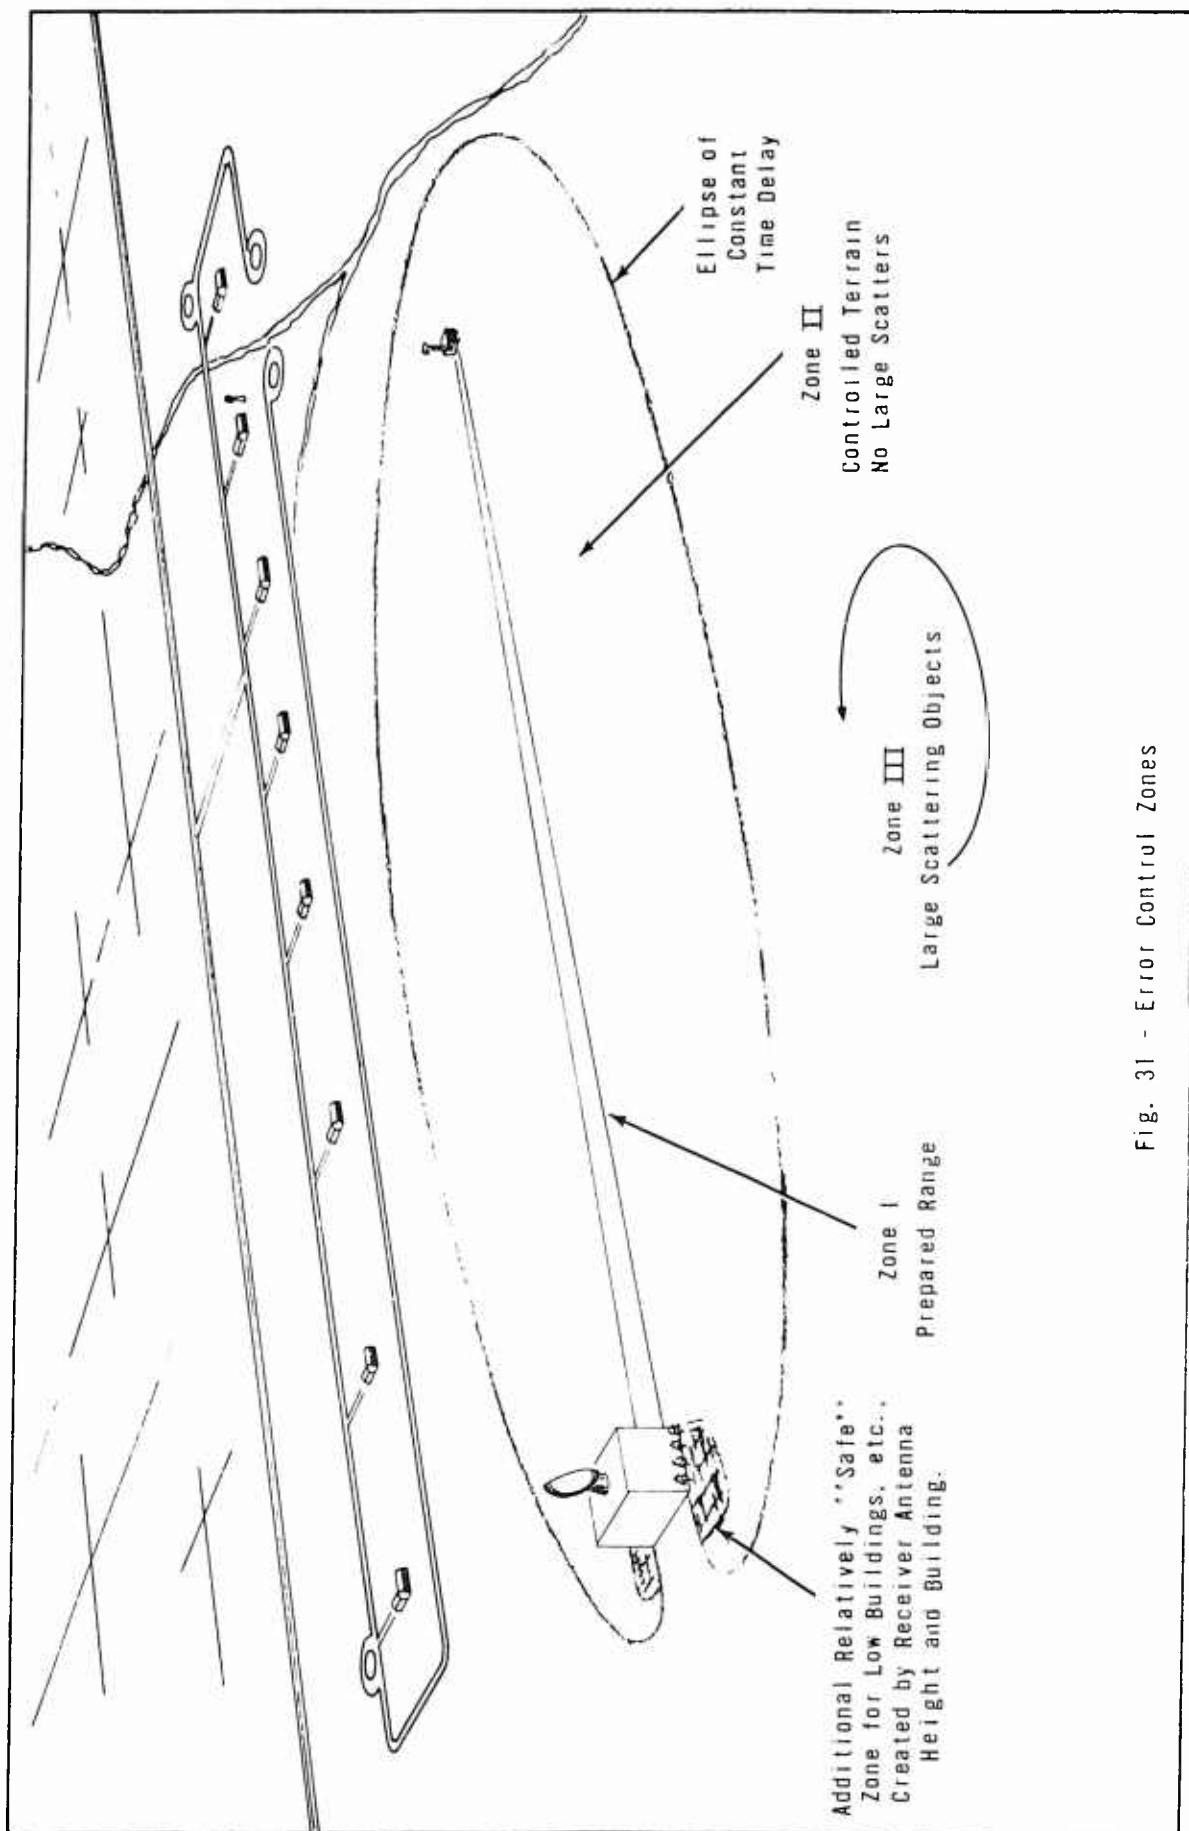 Ellipse of
Constant
Time Delay
Zone II
Controlled Terrain
No Large Scatters
Zone III
Large Scattering Objects
Zone I
Prepared Range
Additional Relatively ''Safe''
Zone for Low Buildings, etc.,
Created by Receiver Antenna
Height and Building.
Fig. 31 - Error Control Zones